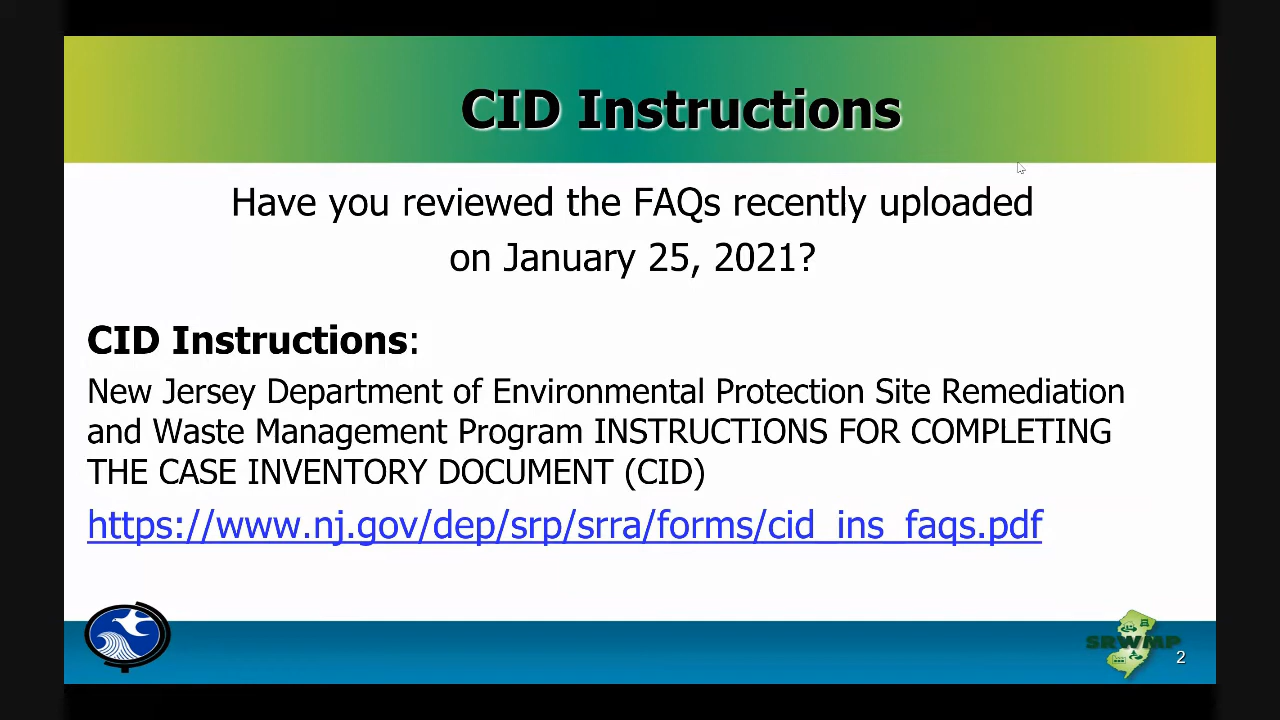 CID Instructions
Have you reviewed the FAQs recently uploaded
on January 25, 2021?
CID Instructions:
New Jersey Department of Environmental Protection Site Remediation
and Waste Management Program INSTRUCTIONS FOR COMPLETING
THE CASE INVENTORY DOCUMENT (CID)
https://www.nj.gov/dep/srp/srra/forms/cid_ins_faqs.pdf
SRWMP
2